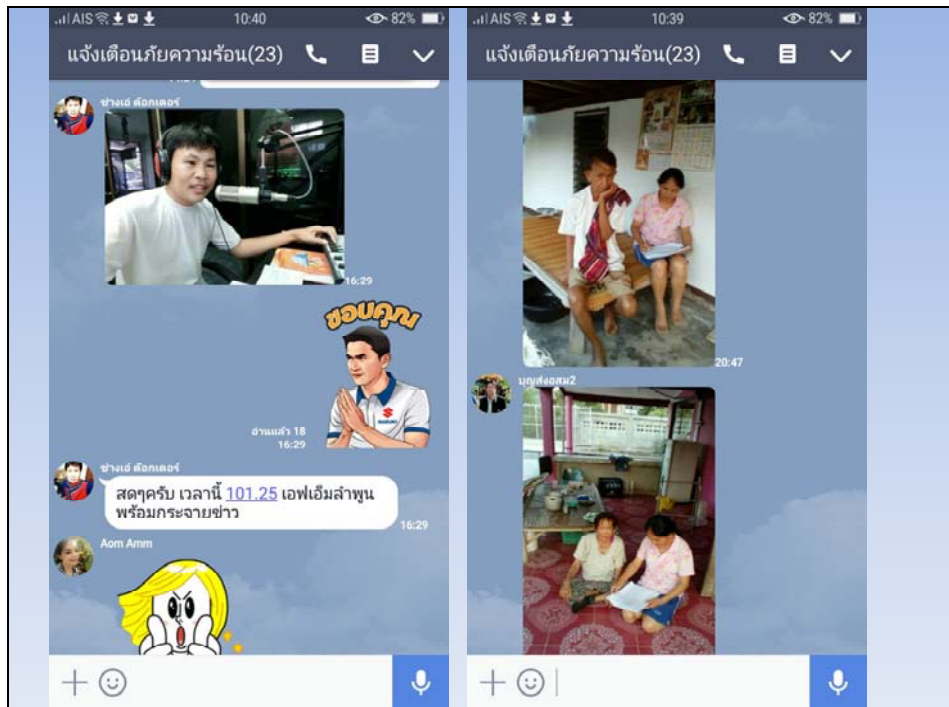 AIS 10:40 82%
แจ้งเตือนภัยความร้อน(23)
ช่างเอ๋ ด๊อกเตอร์
16:29
ขอบคุณ
SUZUKI
อ่านแล้ว 18
16:29
ช่างเอ๋ ด๊อกเตอร์
สดๆครับ เวลานี้ 101.25 เอฟเอ็มลำพูน
พร้อมกระจายข่าว
16:29
Aom Amm
AIS 10:39 82%
แจ้งเตือนภัยความร้อน(23)
20:47
บุญส่งอสม2